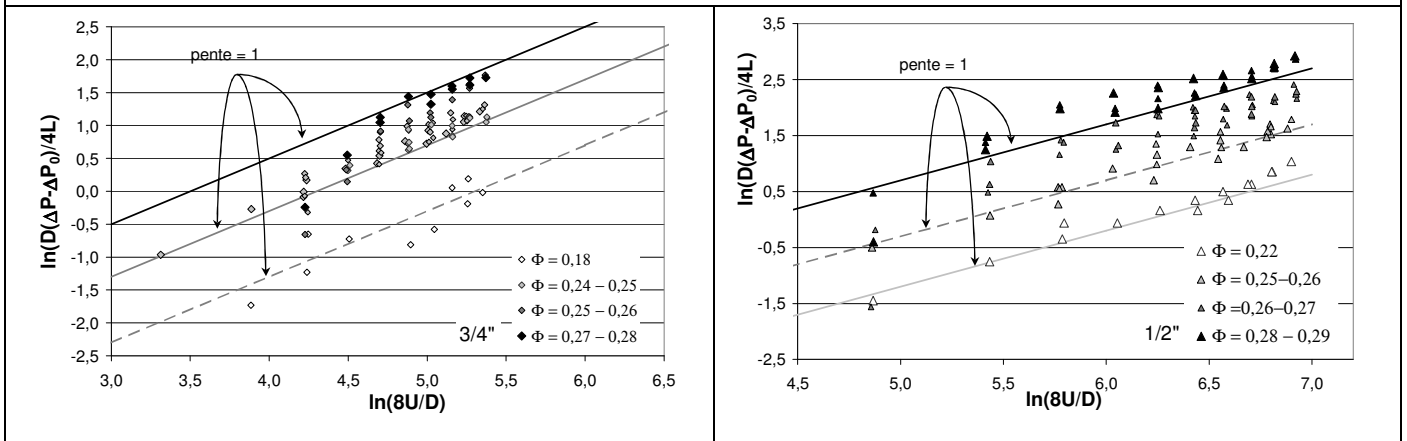 2,5
2,0
1,5
1,0
0,5
0,0
-0,5
-1,0
-1,5
-2,0
-2,5
ln(D(ΔP-ΔP₀)/4L)
pente = 1
Φ = 0,18
Φ = 0,24 – 0,25
Φ = 0,25 – 0,26
Φ = 0,27 – 0,28
3/4"
3,0 3,5 4,0 4,5 5,0 5,5 6,0 6,5
ln(8U/D)
3,5
2,5
1,5
0,5
-0,5
-1,5
-2,5
ln(D(ΔP-ΔP₀)/4L)
pente = 1
Φ = 0,22
Φ = 0,25–0,26
Φ =0,26–0,27
Φ = 0,28 – 0,29
1/2"
4,5 5,0 5,5 6,0 6,5 7,0
ln(8U/D)